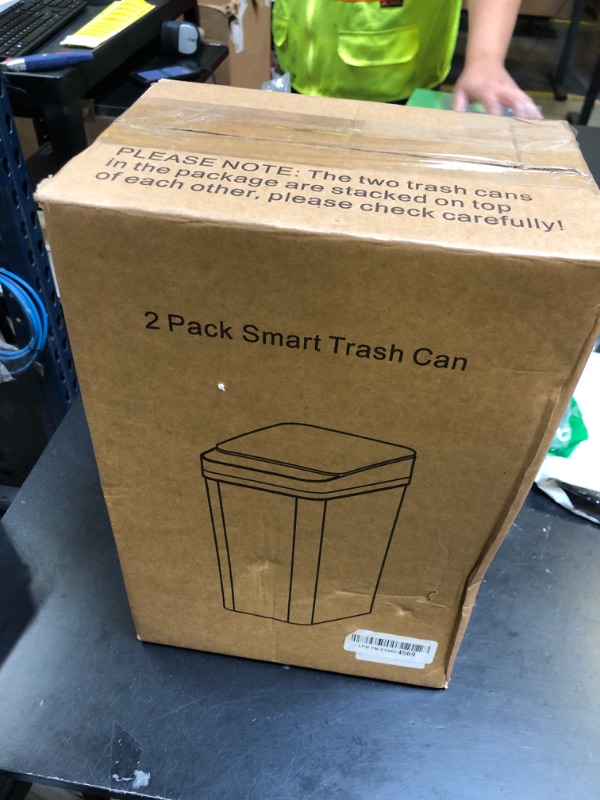 PLEASE NOTE: The two trash cans
in the package are stacked on top
of each other, please check carefully!
2 Pack Smart Trash Can
4569